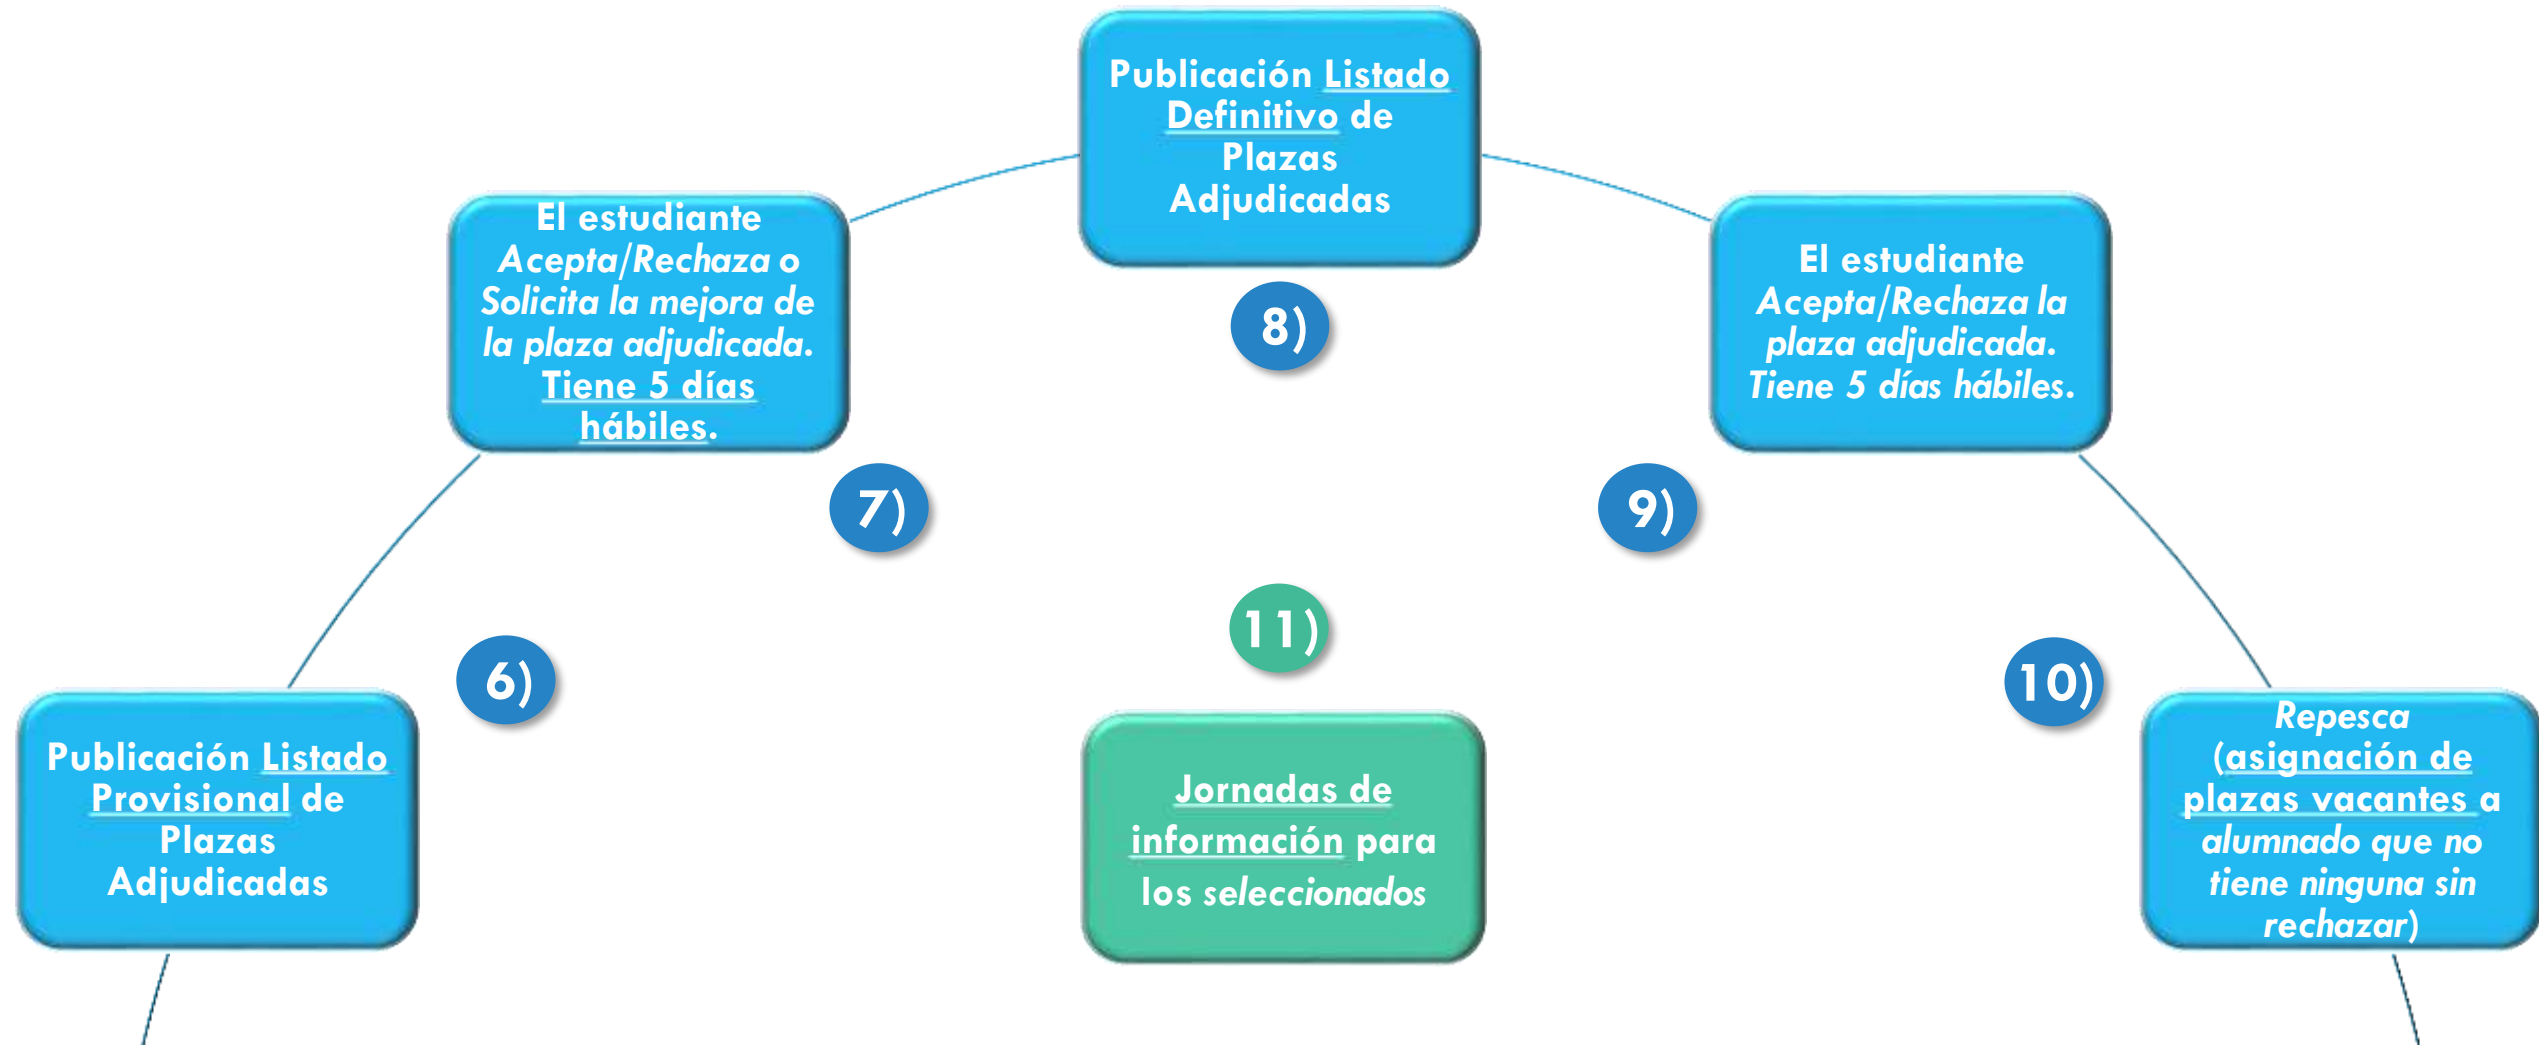 Publicación Listado
Definitivo de
Plazas
Adjudicadas
8)
El estudiante
Acepta/Rechaza o
Solicita la mejora de
la plaza adjudicada.
Tiene 5 días
hábiles.
7)
El estudiante
Acepta/Rechaza la
plaza adjudicada.
Tiene 5 días hábiles.
9)
11)
6)
10)
Publicación Listado
Provisional de
Plazas
Adjudicadas
Jornadas de
información para
los seleccionados
Repesca
(asignación de
plazas vacantes a
alumnado que no
tiene ninguna sin
rechazar)